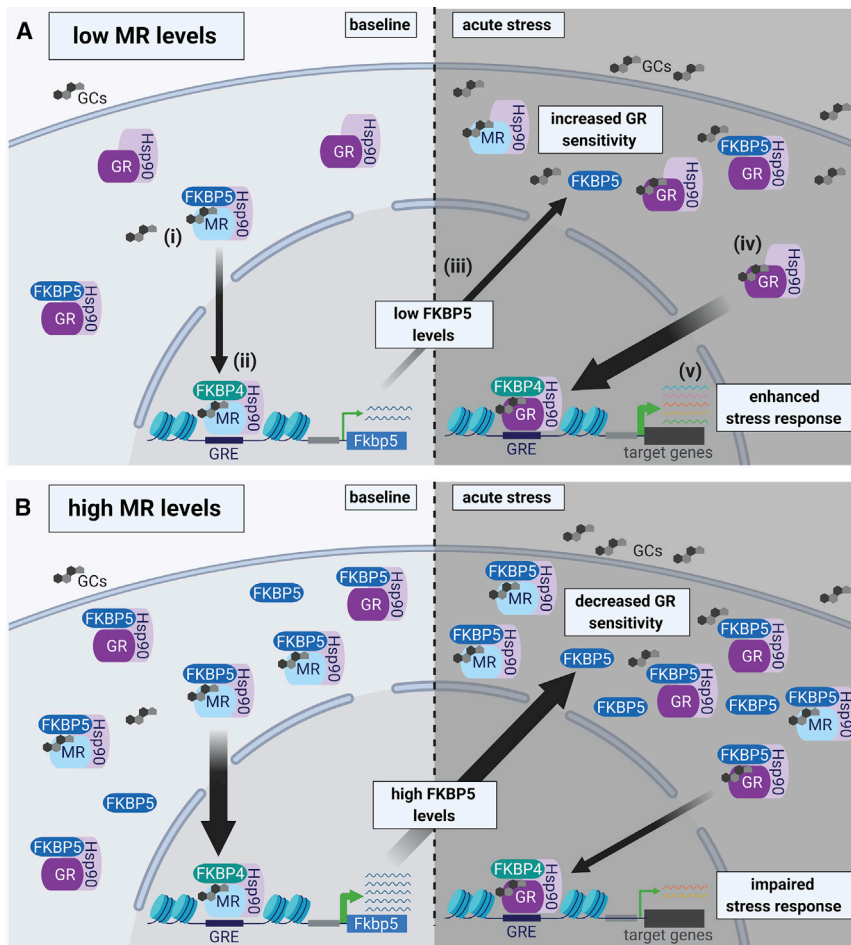 A
low MR levels
baseline
acute stress
GCs
GCs
Hsp90
GR
Hsp90
GR
Hsp90
MR
increased GR
sensitivity
FKBP5
Hsp90
GR
FKBP5
Hsp90
MR
(i)
FKBP5
Hsp90
GR
FKBP5
Hsp90
GR
(iii)
(iv)
Hsp90
GR
low FKBP5
levels
(ii)
FKBP4
Hsp90
MR
GRE
Fkbp5
FKBP4
Hsp90
GR
GRE
(v)
target genes
enhanced
stress response
B
high MR levels
baseline
acute stress
GCs
GCs
FKBP5
Hsp90
GR
FKBP5
FKBP5
Hsp90
GR
FKBP5
Hsp90
MR
FKBP5
Hsp90
MR
FKBP5
Hsp90
MR
FKBP5
FKBP5
Hsp90
GR
FKBP5
Hsp90
MR
decreased GR
sensitivity
FKBP5
Hsp90
MR
FKBP5
FKBP5
Hsp90
GR
FKBP5
Hsp90
GR
FKBP5
FKBP5
FKBP5
Hsp90
MR
FKBP5
Hsp90
GR
high FKBP5
levels
FKBP4
Hsp90
MR
GRE
Fkbp5
FKBP4
Hsp90
GR
GRE
target genes
impaired
stress response